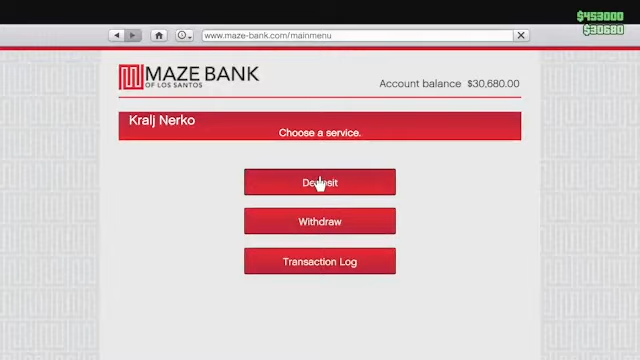 $453000
$30680
www.maze-bank.com/mainmenu
MAZE BANK
OF LOS SANTOS
Account balance $30,680.00
Kralj Nerko
Choose a service.
Deposit
Withdraw
Transaction Log